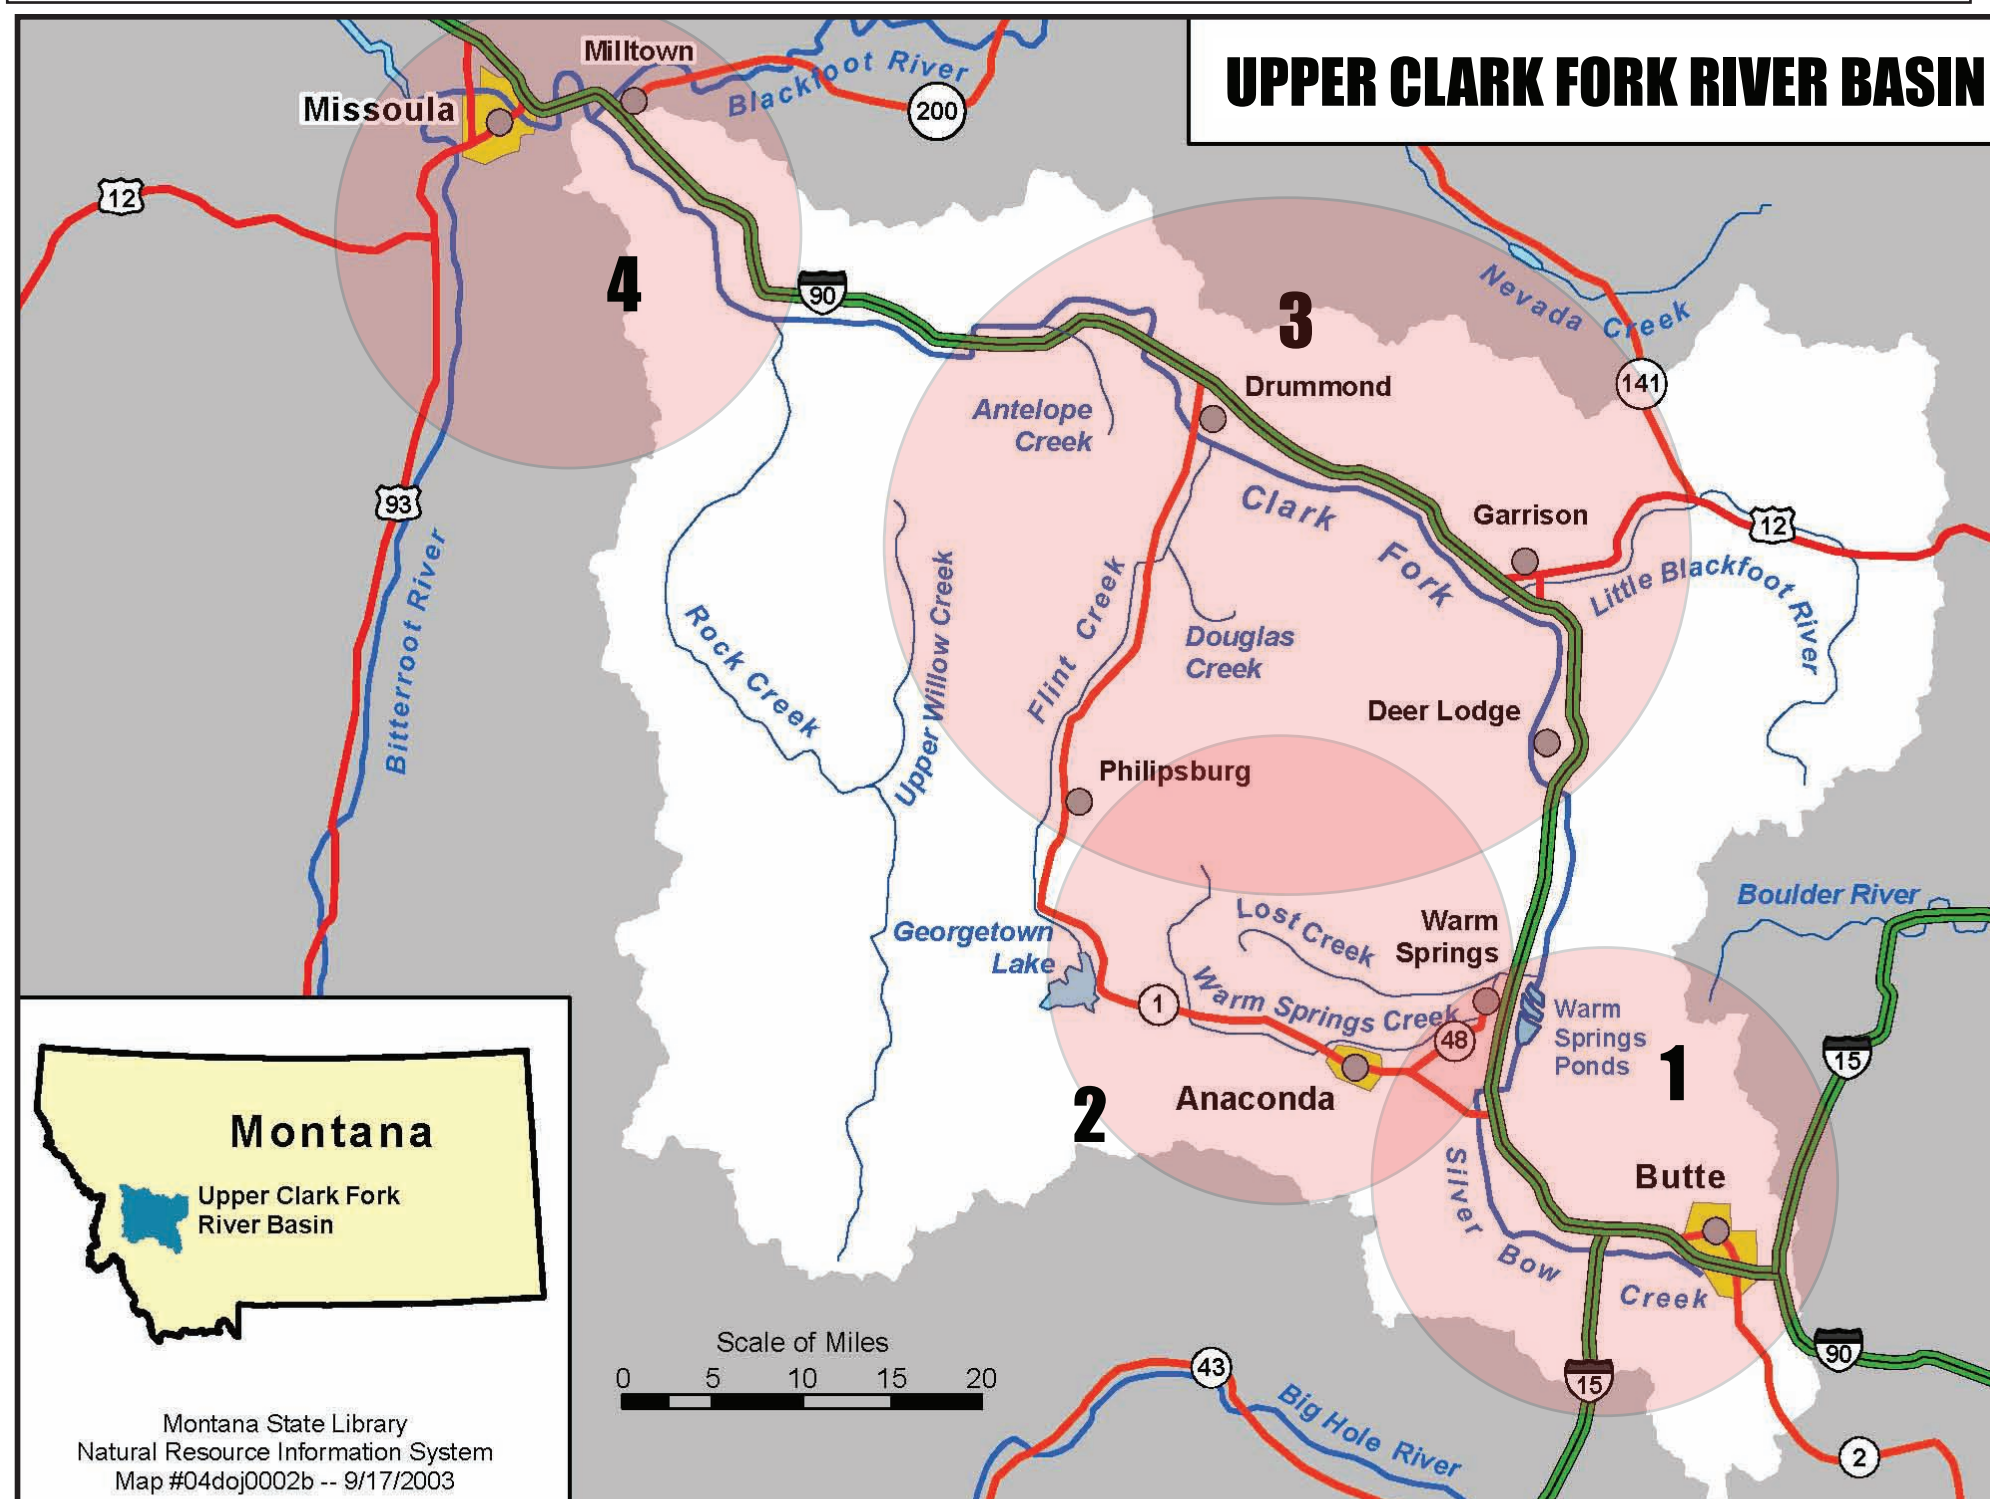 UPPER CLARK FORK RIVER BASIN
Milltown
Missoula
Blackfoot River
200
12
4
90
3
Nevada Creek
141
Drummond
Antelope
Creek
93
Clark Fork
Garrison
12
Little Blackfoot River
Bitterroot River
Rock Creek
Upper Willow Creek
Flint Creek
Douglas
Creek
Deer Lodge
Philipsburg
Boulder River
Georgetown
Lake
Lost Creek
Warm
Springs
Warm Springs Creek
1
48
Warm
Springs
Ponds
1
15
2
Anaconda
Silver Bow Creek
Butte
Montana
Upper Clark Fork
River Basin
Scale of Miles
0 5 10 15 20
43
Big Hole River
15
90
2
Montana State Library
Natural Resource Information System
Map #04doj0002b -- 9/17/2003